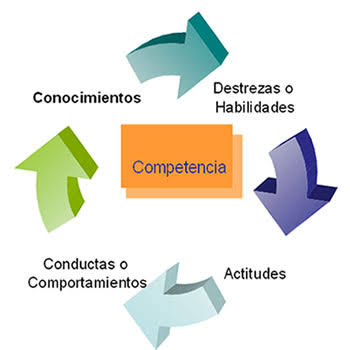 Conocimientos
Destrezas o
Habilidades
Competencia
Conductas o
Comportamientos
Actitudes